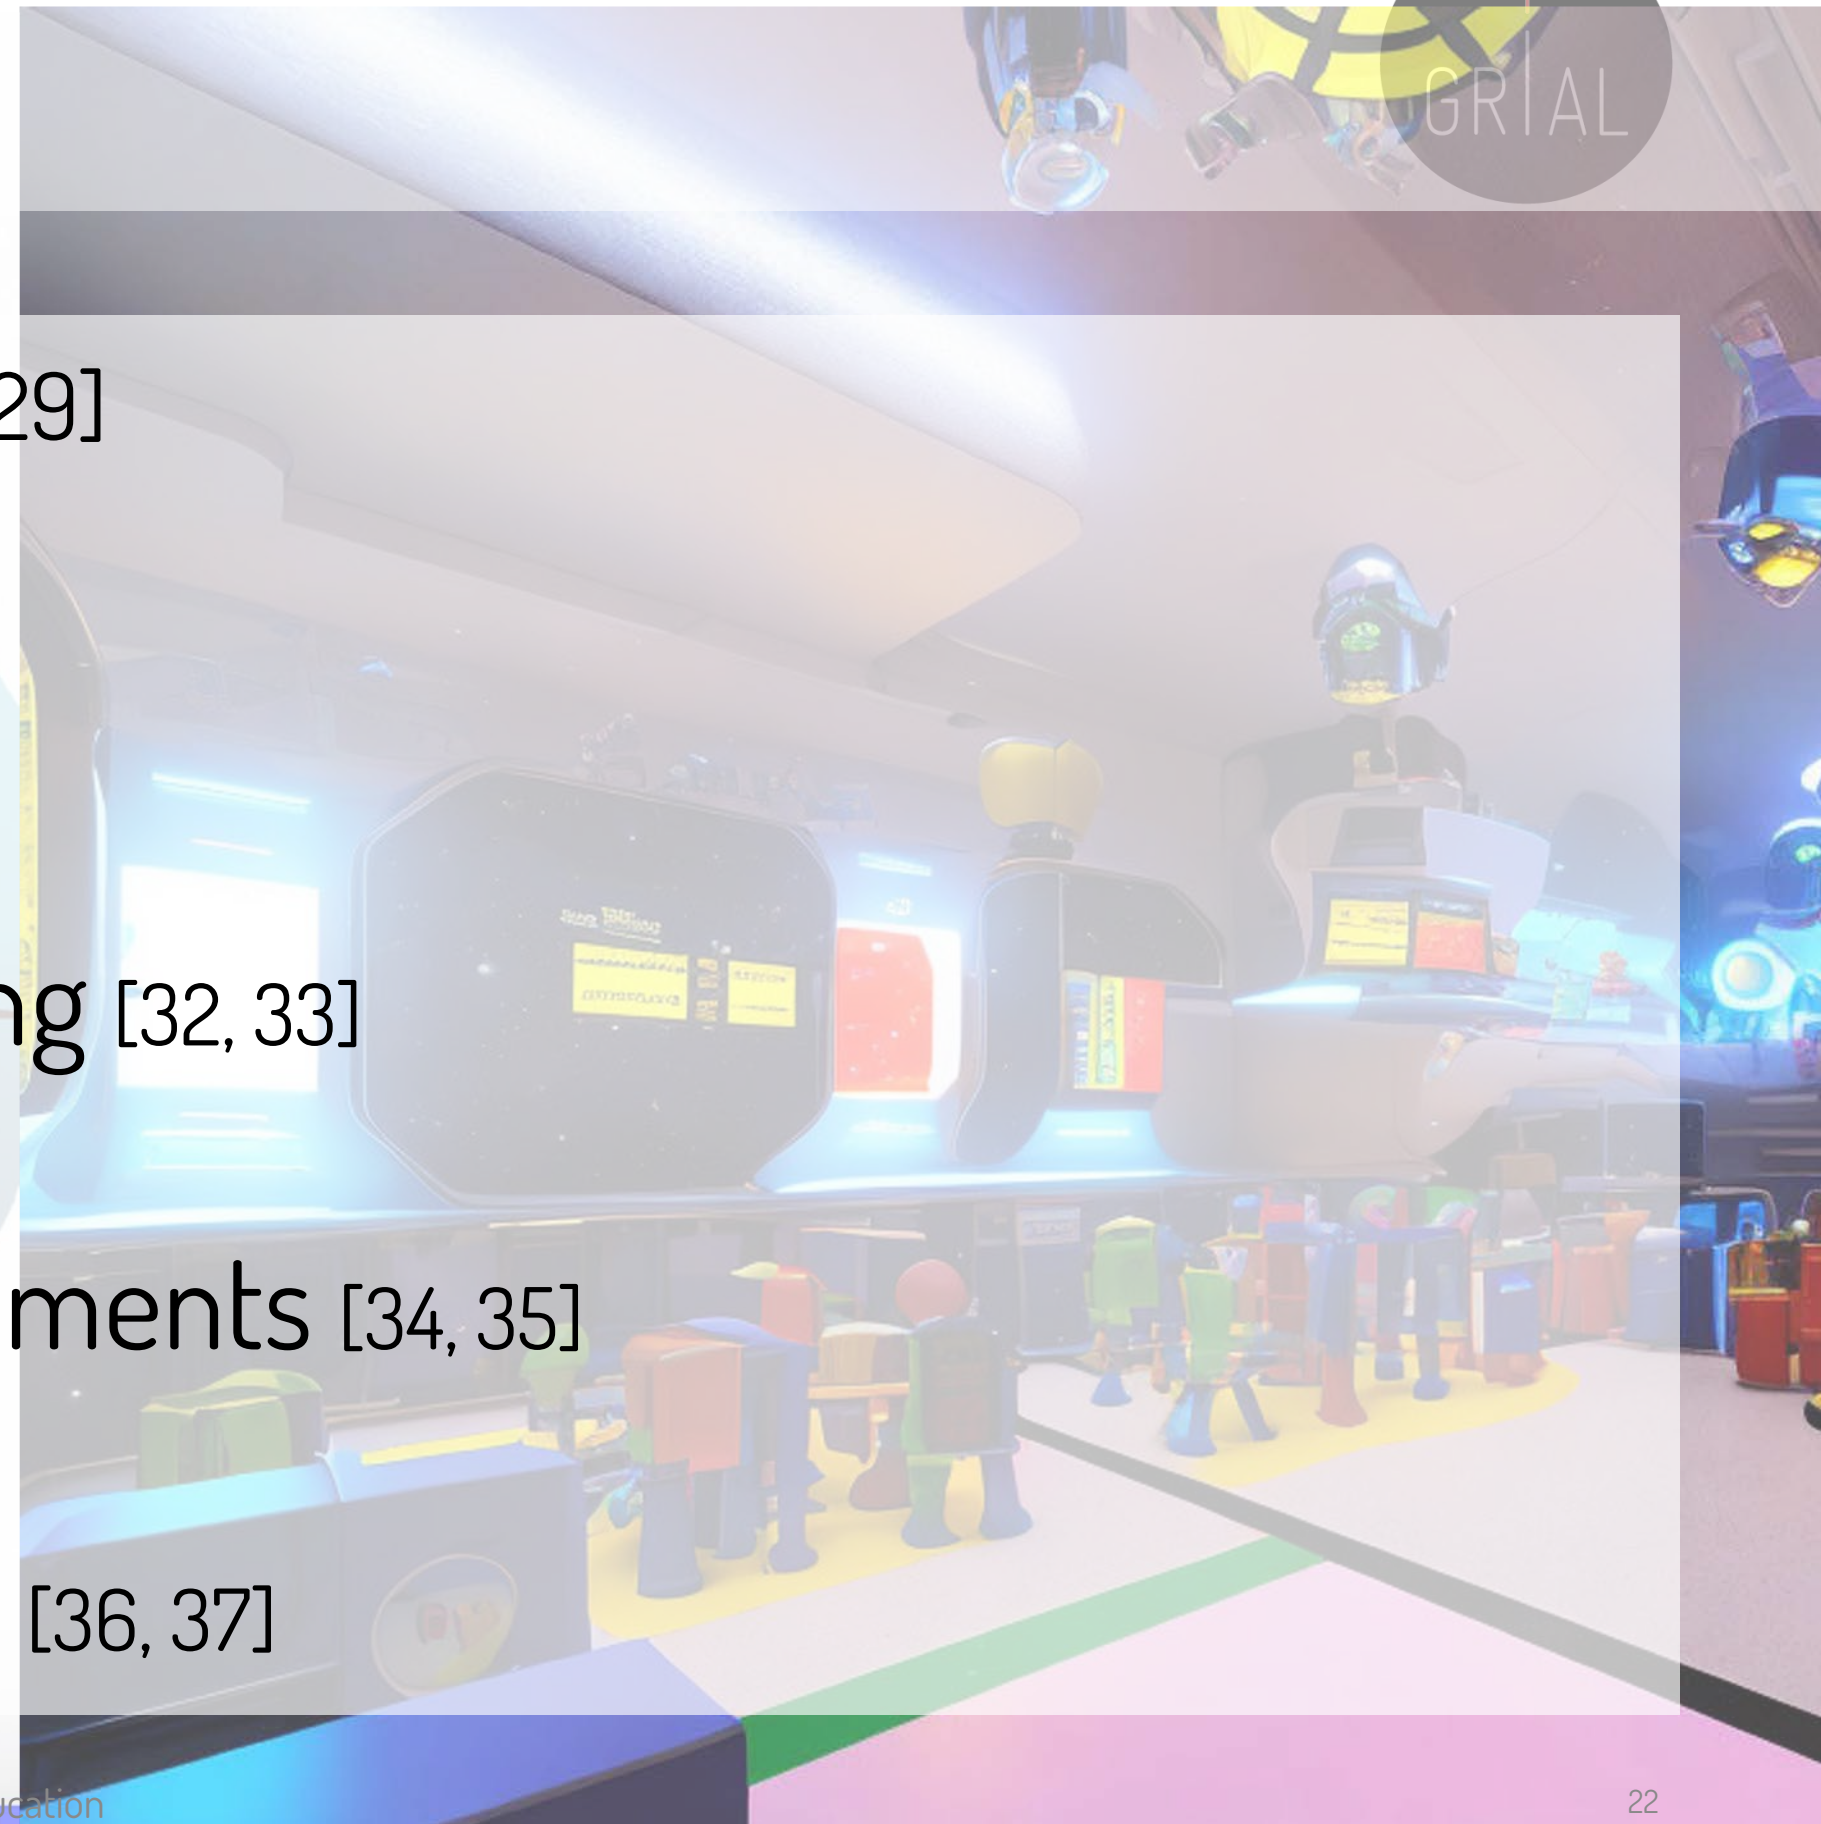 GRIAL
29]
ng [32, 33]
ments [34, 35]
[36, 37]
ucation
22